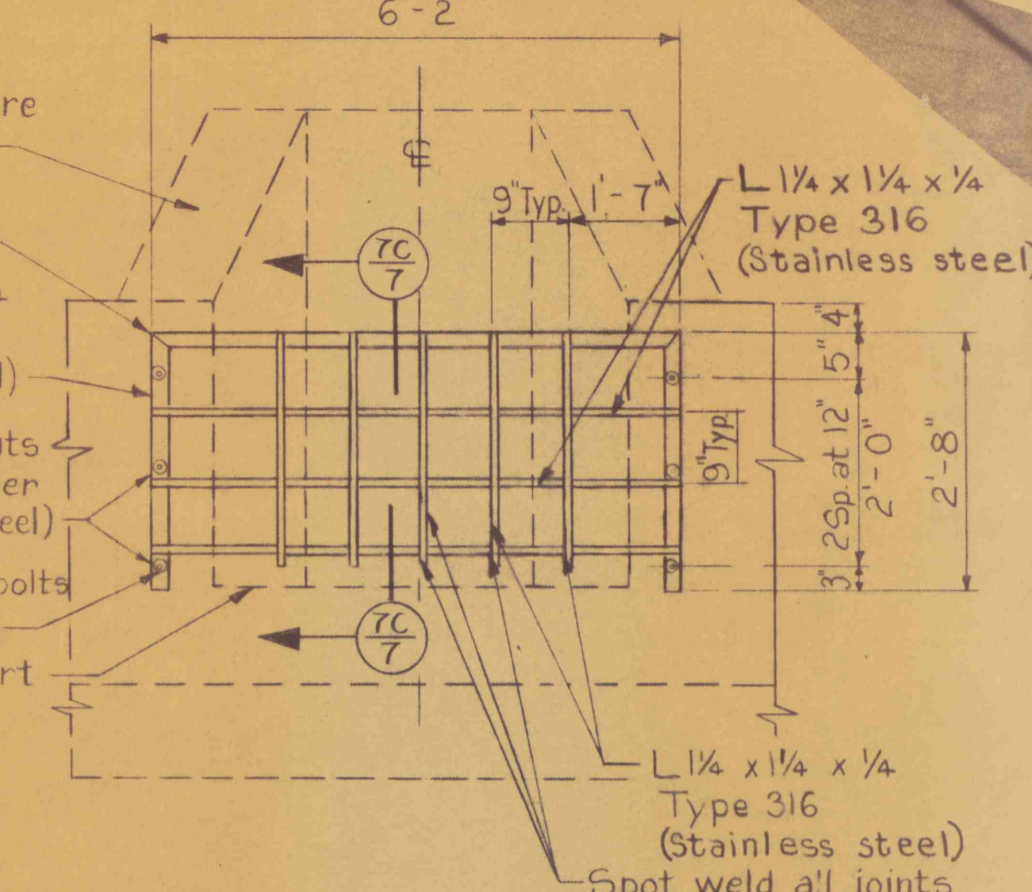 6-2
re
℄
9" Typ. 1'-7"
L 1¼ x 1¼ x ¼
Type 316
(Stainless steel)
7C
7
4"
5"
l)
2 Sp. at 12"
2'-0"
2'-8"
9" Typ
uts
er
eel)
3"
bolts
7C
7
rt
L 1¼ x 1¼ x ¼
Type 316
(Stainless steel)
Spot weld all joints